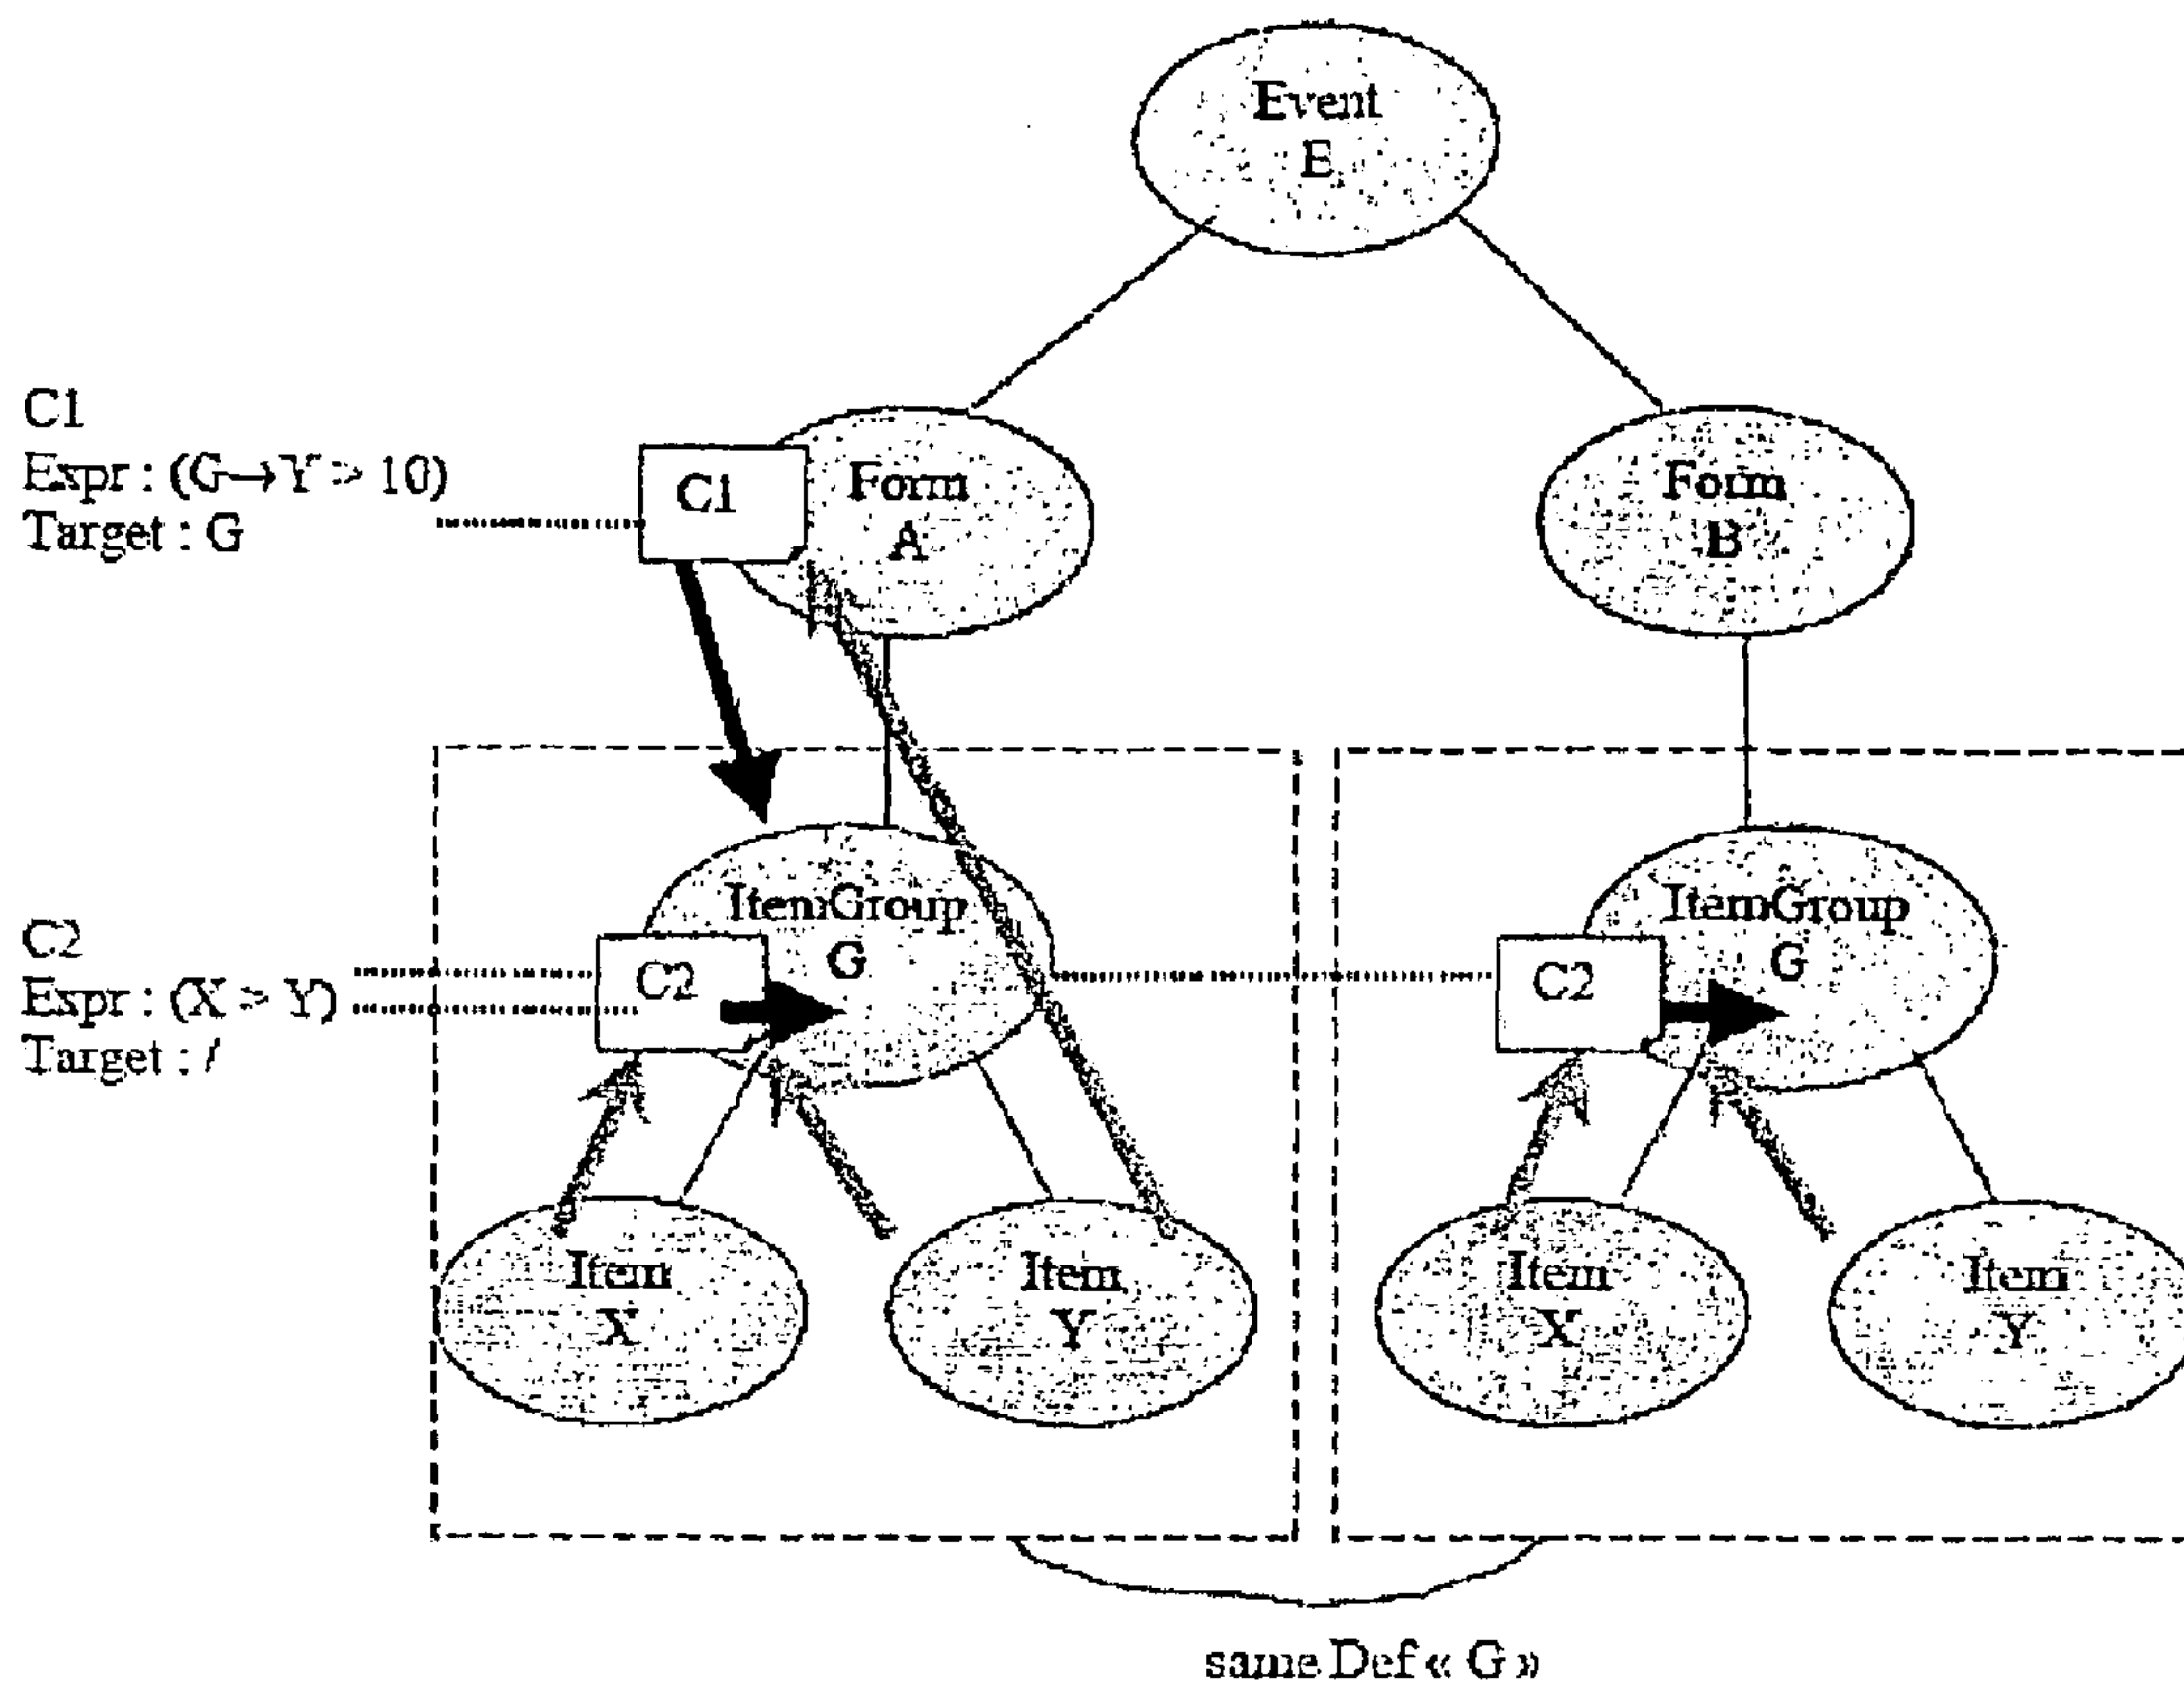 Event
E
C1
Expr : (G→Y > 10)
Target : G
C1
Form
A
Form
B
ItemGroup
G
ItemGroup
G
C2
Expr : (X > Y)
Target : /
C2
C2
Item
X
Item
Y
Item
X
Item
Y
same Def « G »